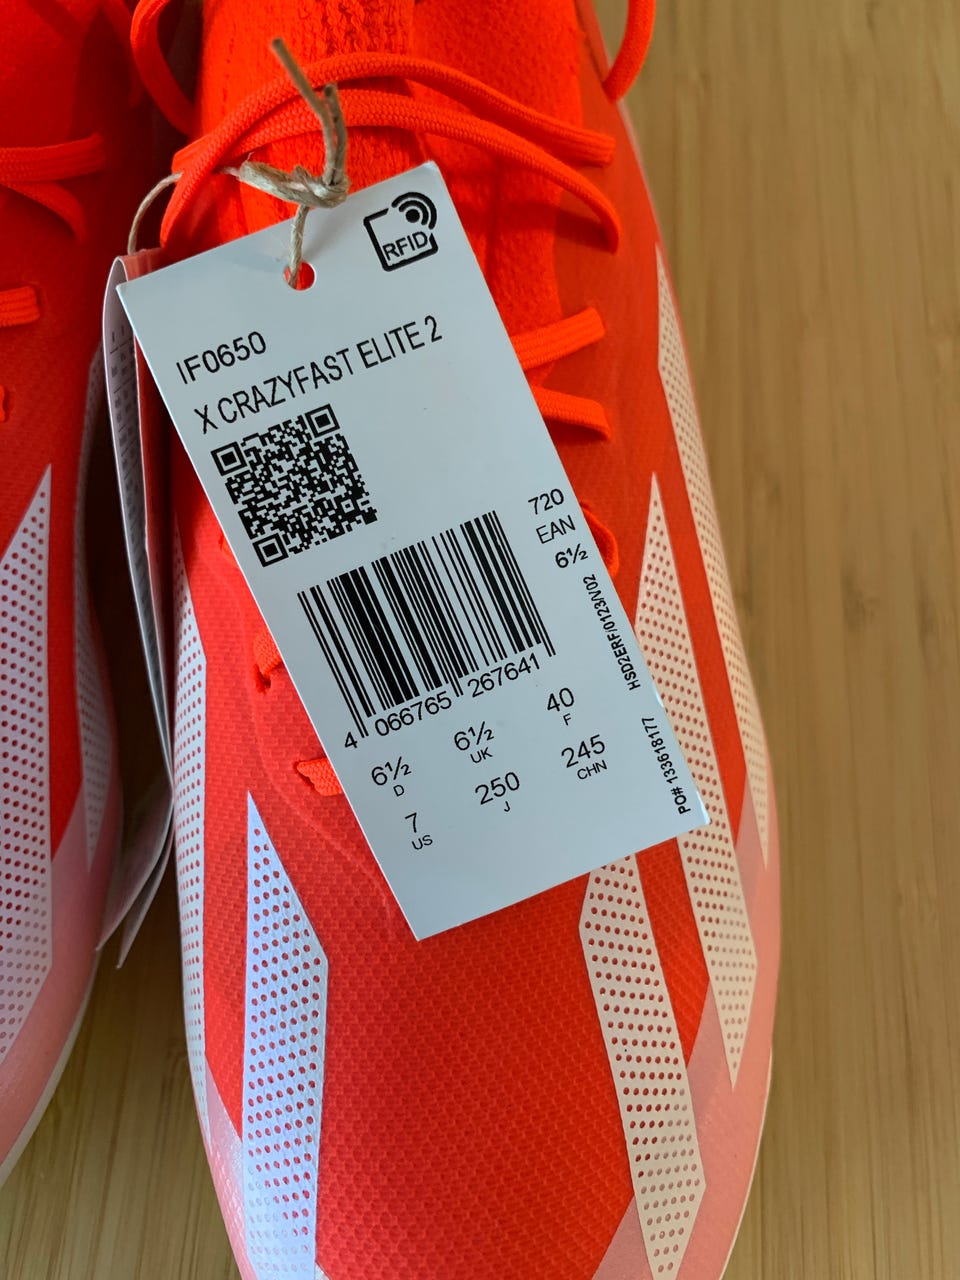 RFID
IF0650
X CRAZYFAST ELITE 2
720
EAN
6½
4 066765 267641
6½
D
6½
UK
40
F
7
US
250
J
245
CHN
HSD2ERF/0123/V02
PO# 133618177